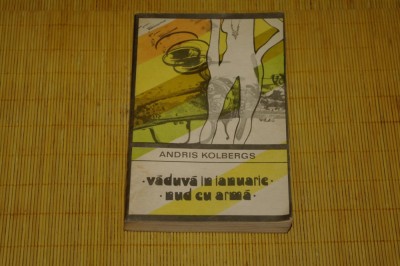 ANDRIS KOLBERGS
·văduvă în ianuarie·
·nud cu armă·